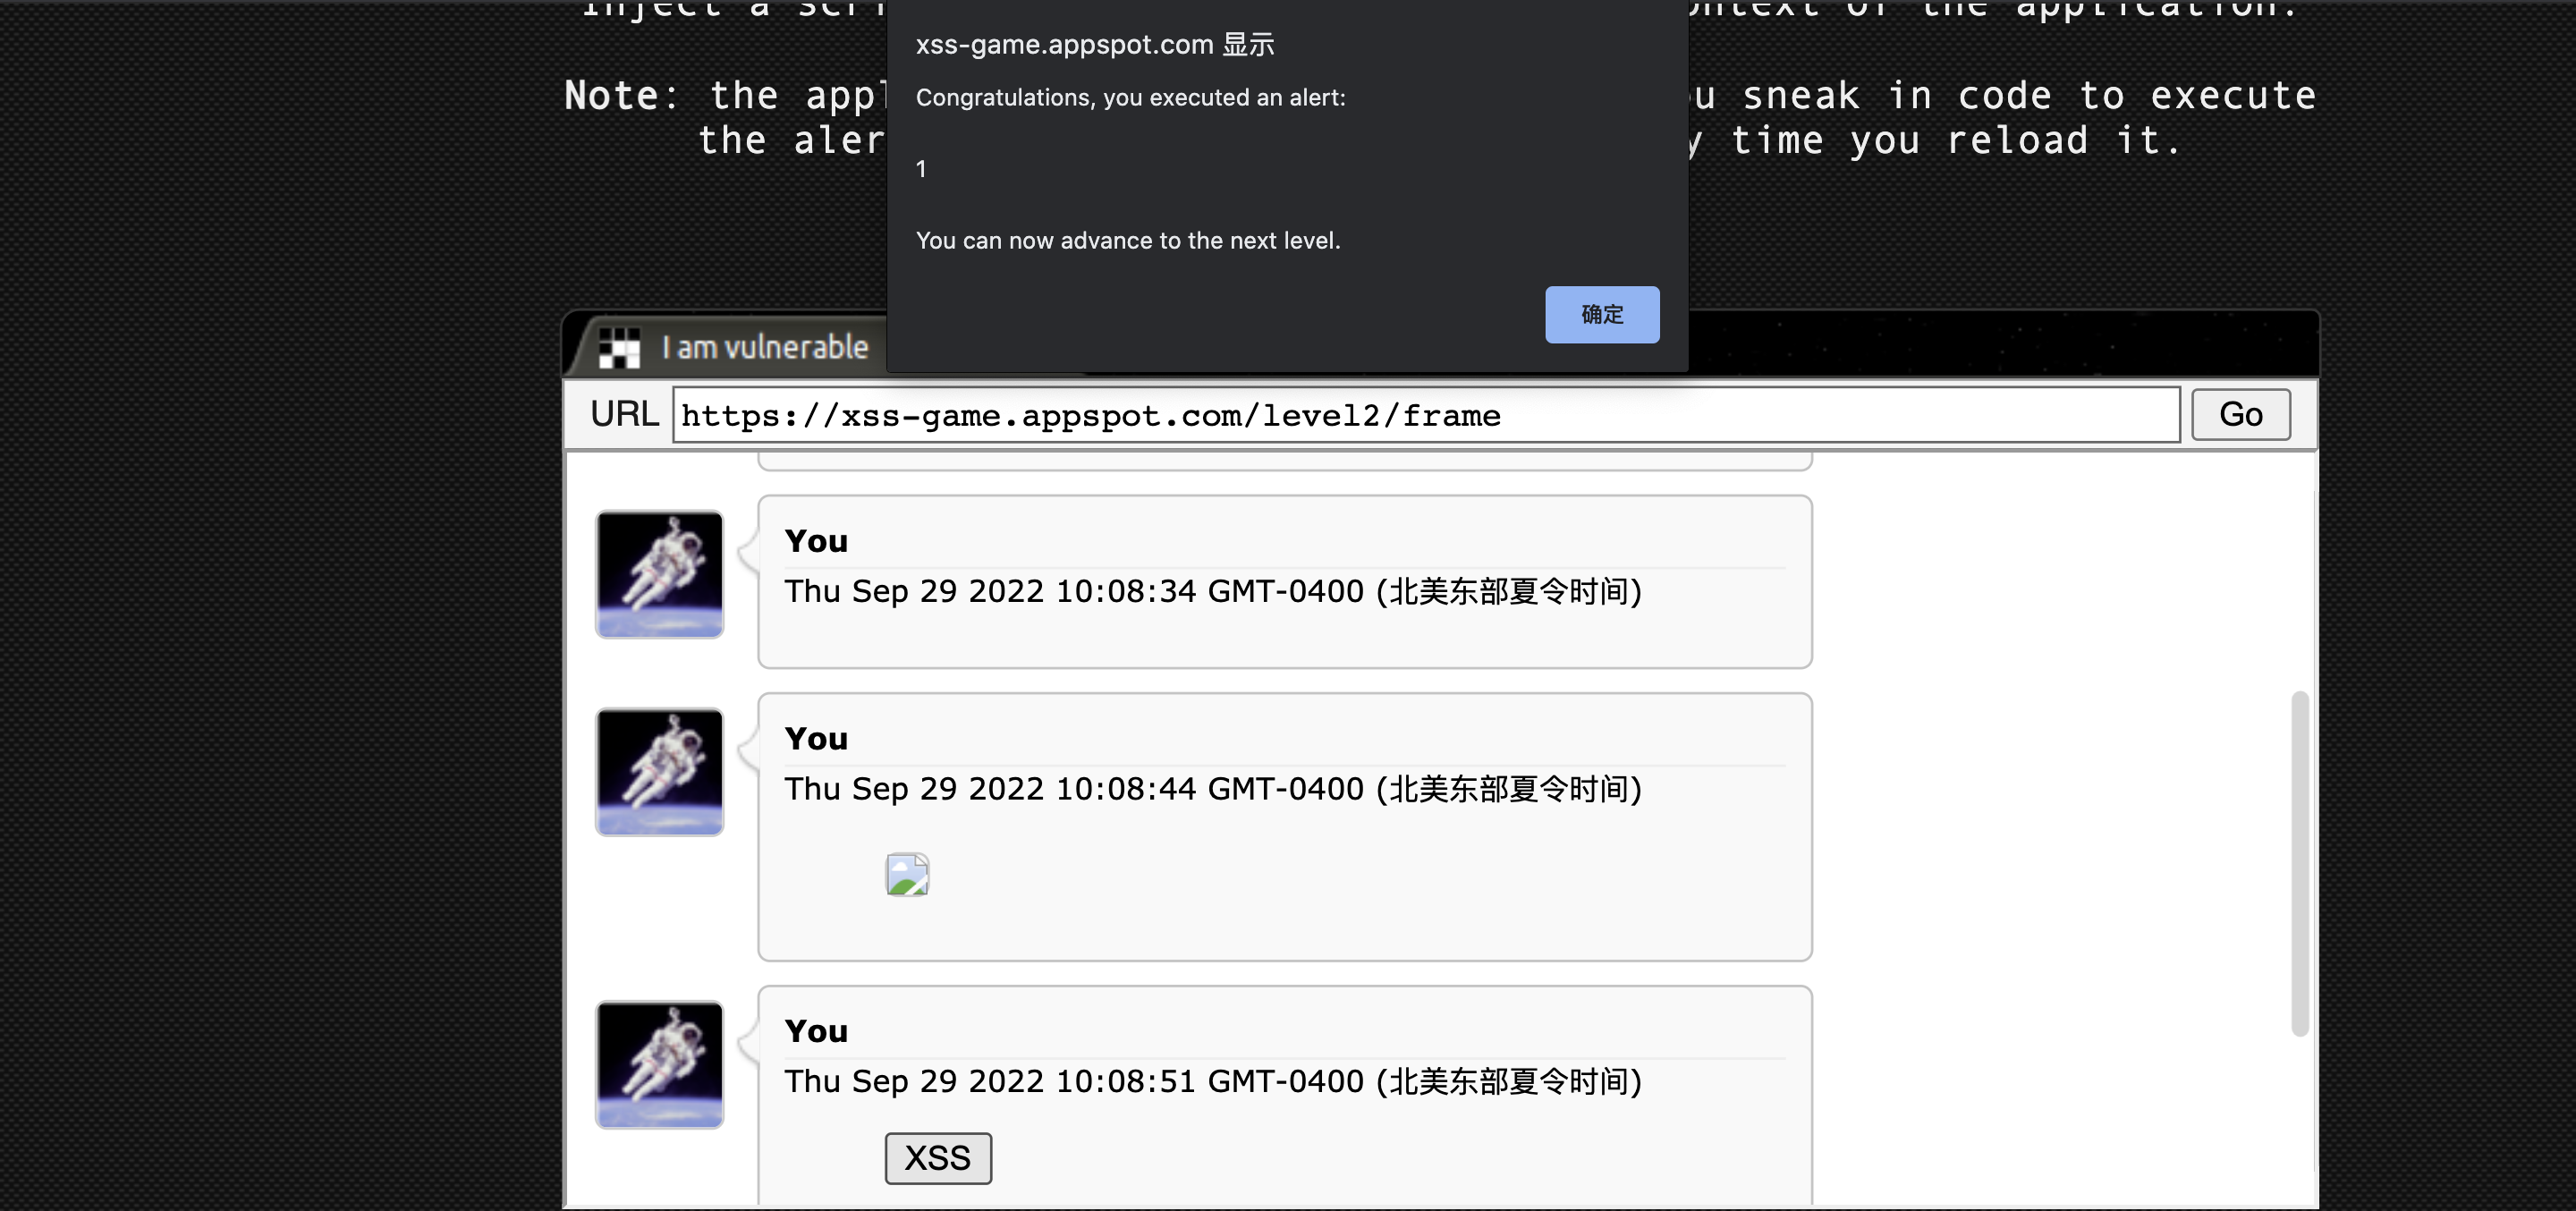 Inject a scri
ontext of the application.
xss-game.appspot.com 显示
Congratulations, you executed an alert:
Note: the appl
u sneak in code to execute
the aler
y time you reload it.
1
You can now advance to the next level.
确定
I am vulnerable
URL https://xss-game.appspot.com/level2/frame Go
You
Thu Sep 29 2022 10:08:34 GMT-0400 (北美东部夏令时间)
You
Thu Sep 29 2022 10:08:44 GMT-0400 (北美东部夏令时间)
You
Thu Sep 29 2022 10:08:51 GMT-0400 (北美东部夏令时间)
XSS